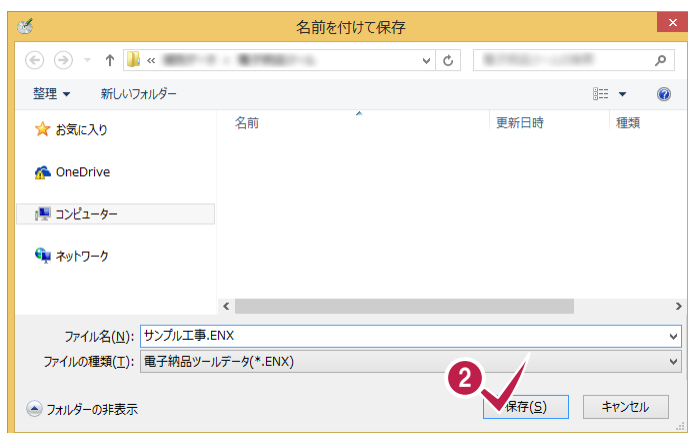 名前を付けて保存
«
整理 新しいフォルダー
お気に入り
OneDrive
コンピューター
ネットワーク
名前 更新日時 種類
ファイル名(N): サンプル工事.ENX
ファイルの種類(T): 電子納品ツールデータ(*.ENX)
2
フォルダーの非表示
保存(S) キャンセル